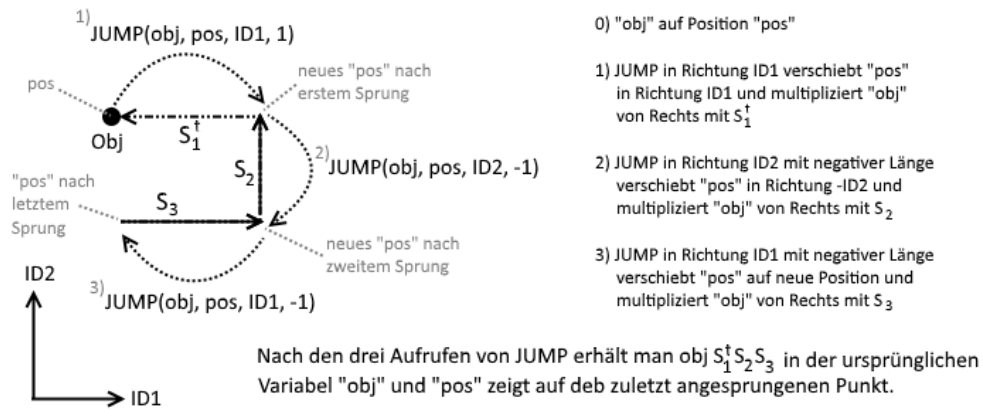 1)
JUMP(obj, pos, ID1, 1)
pos
neues "pos" nach
erstem Sprung
Obj
S₁†
2)
JUMP(obj, pos, ID2, -1)
S₂
"pos" nach
letztem
Sprung
S₃
neues "pos" nach
zweitem Sprung
3)
JUMP(obj, pos, ID1, -1)
ID2
ID1
0) "obj" auf Position "pos"
1) JUMP in Richtung ID1 verschiebt "pos"
in Richtung ID1 und multipliziert "obj"
von Rechts mit S₁†
2) JUMP in Richtung ID2 mit negativer Länge
verschiebt "pos" in Richtung -ID2 und
multipliziert "obj" von Rechts mit S₂
3) JUMP in Richtung ID1 mit negativer Länge
verschiebt "pos" auf neue Position und
multipliziert "obj" von Rechts mit S₃
Nach den drei Aufrufen von JUMP erhält man obj S₁†S₂S₃ in der ursprünglichen
Variabel "obj" und "pos" zeigt auf deb zuletzt angesprungenen Punkt.